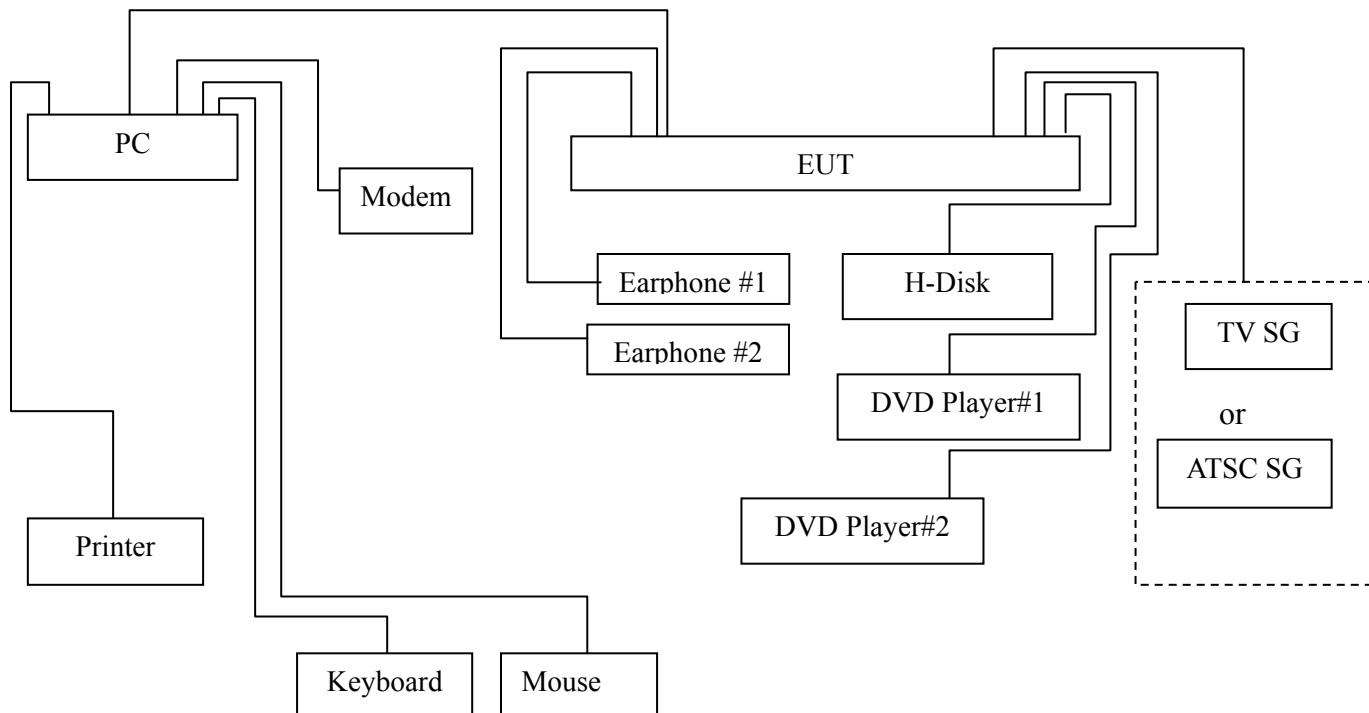 PC
EUT
Modem
Earphone #1
H-Disk
TV SG
Earphone #2
DVD Player#1
or
ATSC SG
DVD Player#2
Printer
Keyboard
Mouse